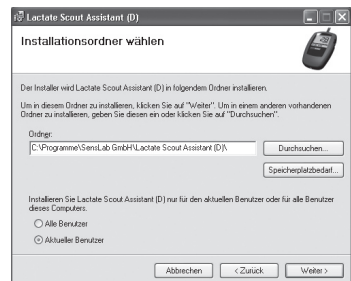 Lactate Scout Assistant (D)
Installationsordner wählen
Der Installer wird Lactate Scout Assistant (D) in folgendem Ordner installieren.
Um in diesem Ordner zu installieren, klicken Sie auf "Weiter". Um in einem anderen vorhandenen
Ordner zu installieren, geben Sie diesen ein oder klicken Sie auf "Durchsuchen".
Ordner:
C:\Programme\SensLab GmbH\Lactate Scout Assistant (D)\
Durchsuchen...
Speicherplatzbedarf...
Installieren Sie Lactate Scout Assistant (D) nur für den aktuellen Benutzer oder für alle Benutzer
dieses Computers.
Alle Benutzer
Aktueller Benutzer
Abbrechen
< Zurück
Weiter >